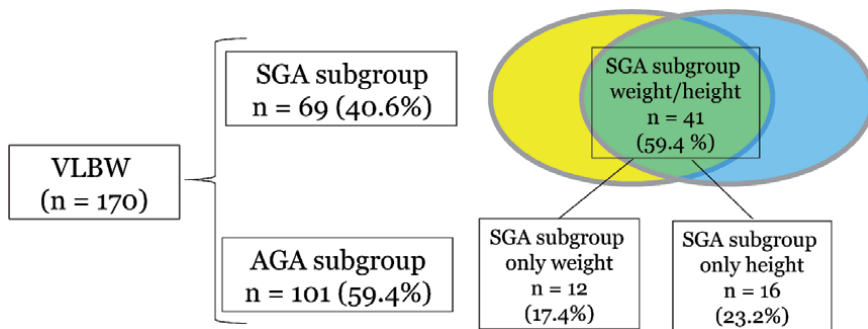 VLBW
(n = 170)
SGA subgroup
n = 69 (40.6%)
AGA subgroup
n = 101 (59.4%)
SGA subgroup
weight/height
n = 41
(59.4 %)
SGA subgroup
only weight
n = 12
(17.4%)
SGA subgroup
only height
n = 16
(23.2%)